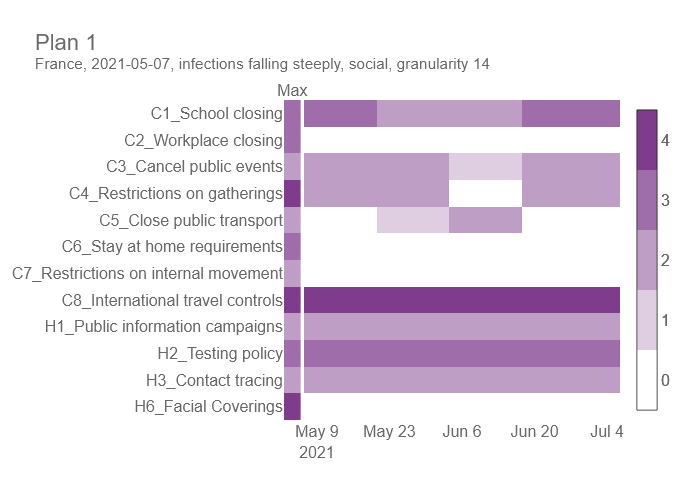 Plan 1
France, 2021-05-07, infections falling steeply, social, granularity 14
Max
C1_School closing
C2_Workplace closing
C3_Cancel public events
C4_Restrictions on gatherings
C5_Close public transport
C6_Stay at home requirements
C7_Restrictions on internal movement
C8_International travel controls
H1_Public information campaigns
H2_Testing policy
H3_Contact tracing
H6_Facial Coverings
May 9 May 23 Jun 6 Jun 20 Jul 4
2021
4
3
2
1
0